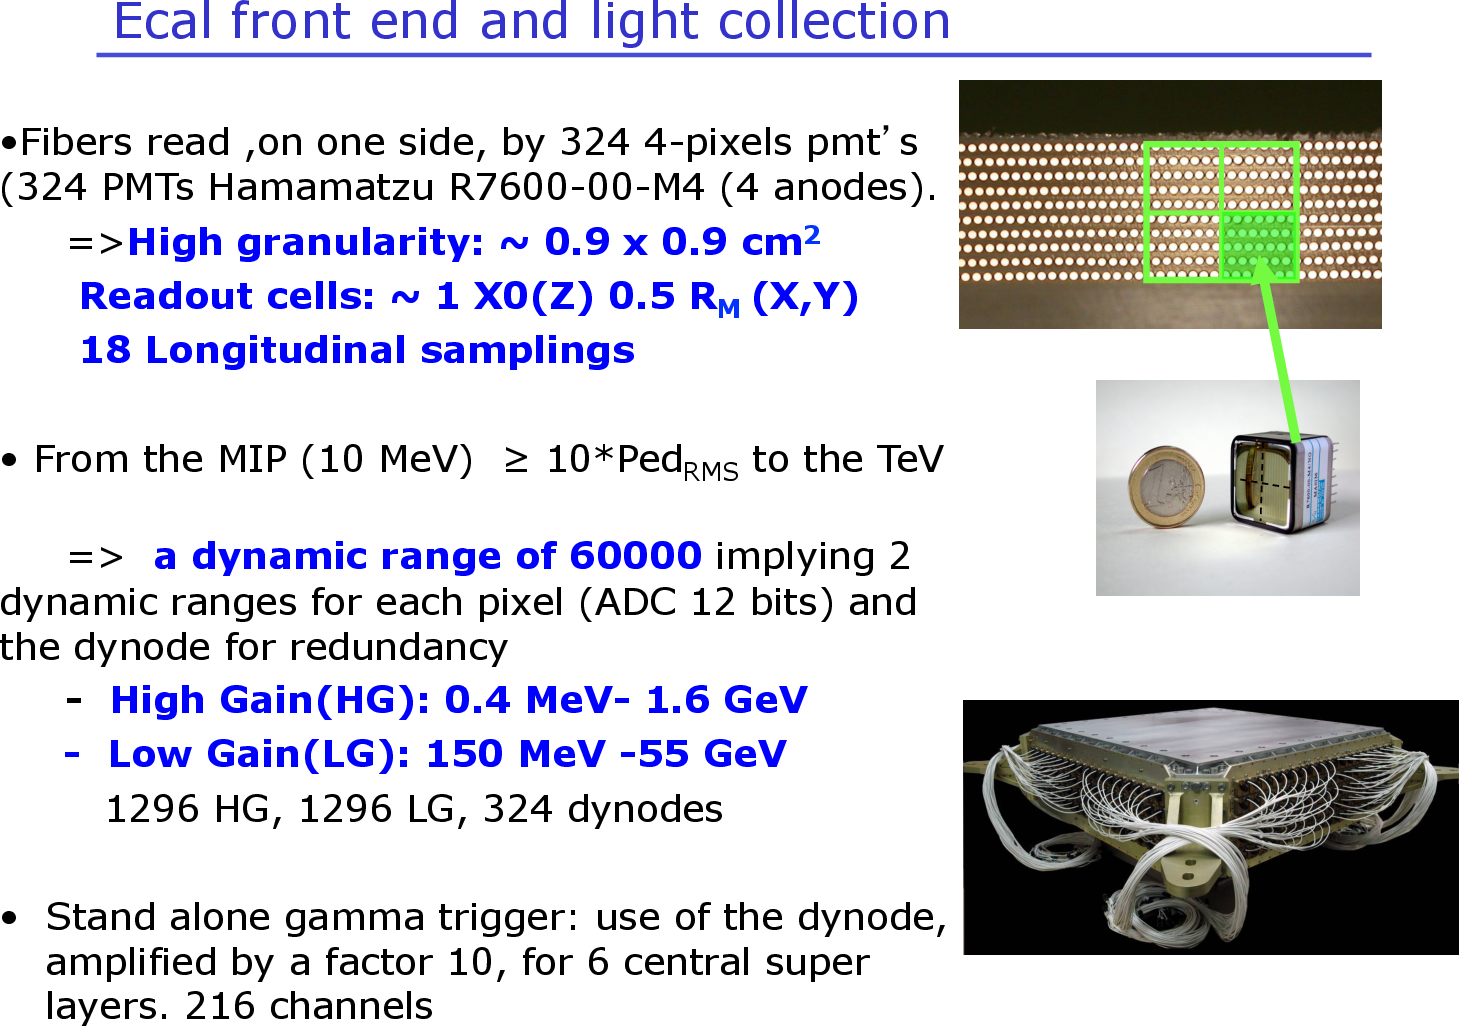 Ecal front end and light collection
•Fibers read ,on one side, by 324 4-pixels pmt’s
(324 PMTs Hamamatzu R7600-00-M4 (4 anodes).
=>High granularity: ~ 0.9 x 0.9 cm2
Readout cells: ~ 1 X0(Z) 0.5 RM (X,Y)
18 Longitudinal samplings
• From the MIP (10 MeV) ≥ 10*PedRMS to the TeV
=> a dynamic range of 60000 implying 2
dynamic ranges for each pixel (ADC 12 bits) and
the dynode for redundancy
- High Gain(HG): 0.4 MeV- 1.6 GeV
- Low Gain(LG): 150 MeV -55 GeV
1296 HG, 1296 LG, 324 dynodes
• Stand alone gamma trigger: use of the dynode,
amplified by a factor 10, for 6 central super
layers. 216 channels